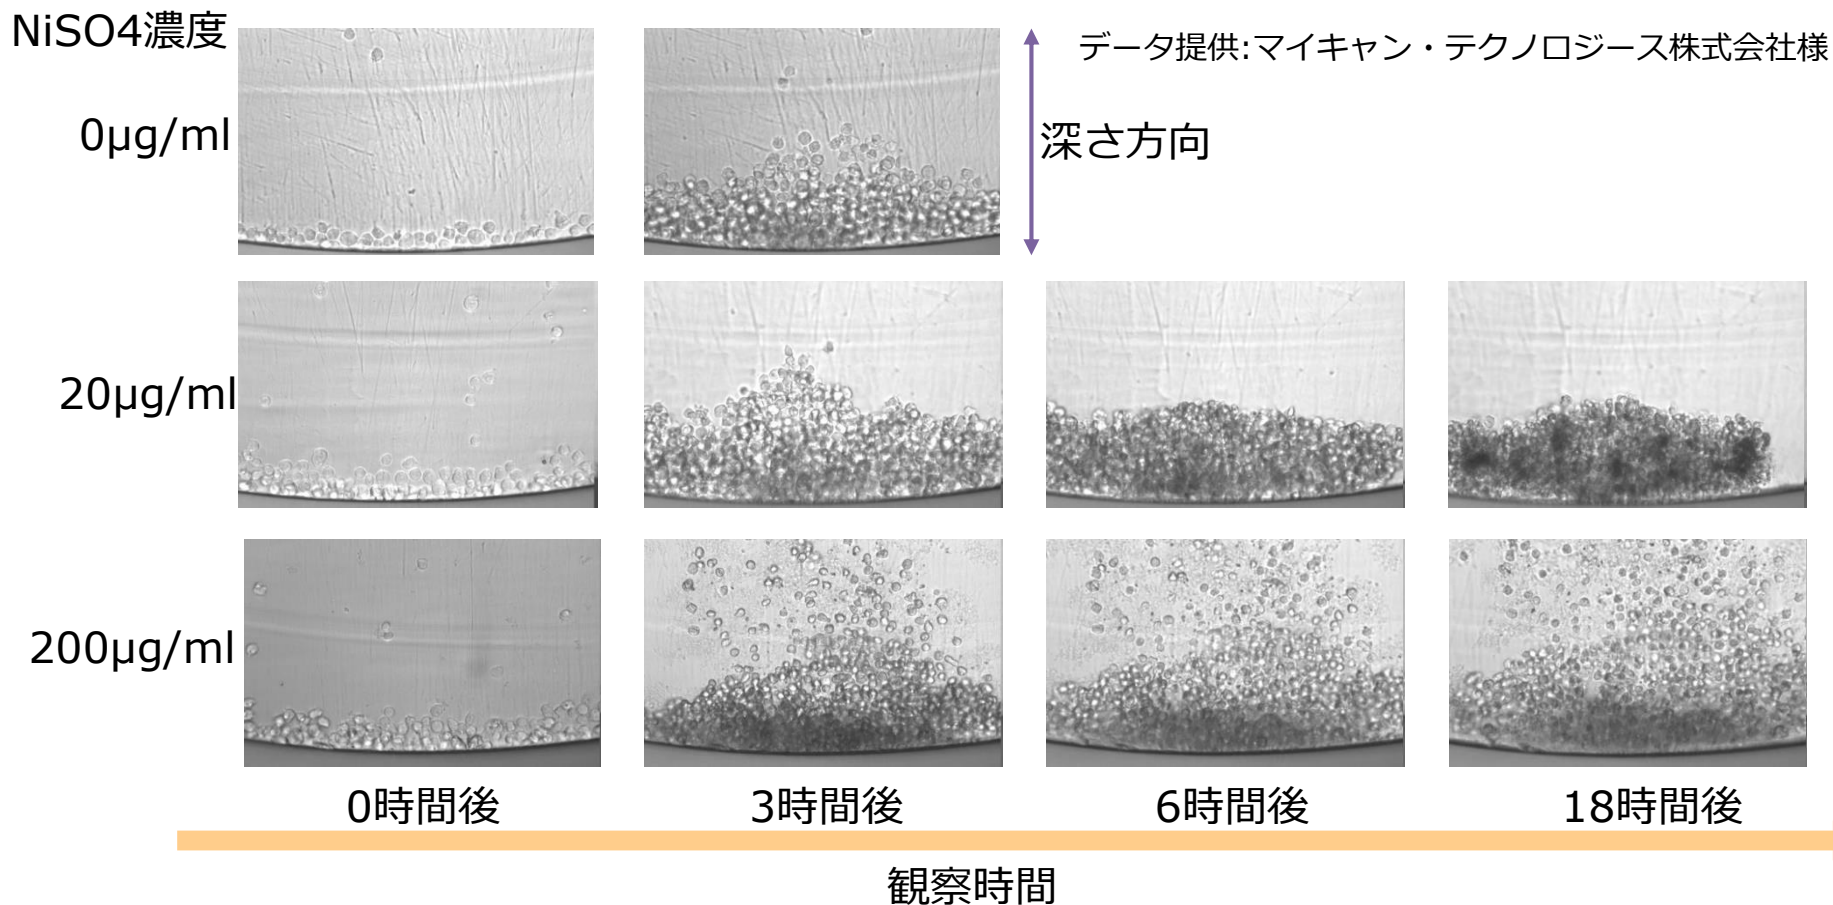 NiSO4濃度
データ提供:マイキャン・テクノロジース株式会社様
0μg/ml
深さ方向
20μg/ml
200μg/ml
0時間後
3時間後
6時間後
18時間後
観察時間